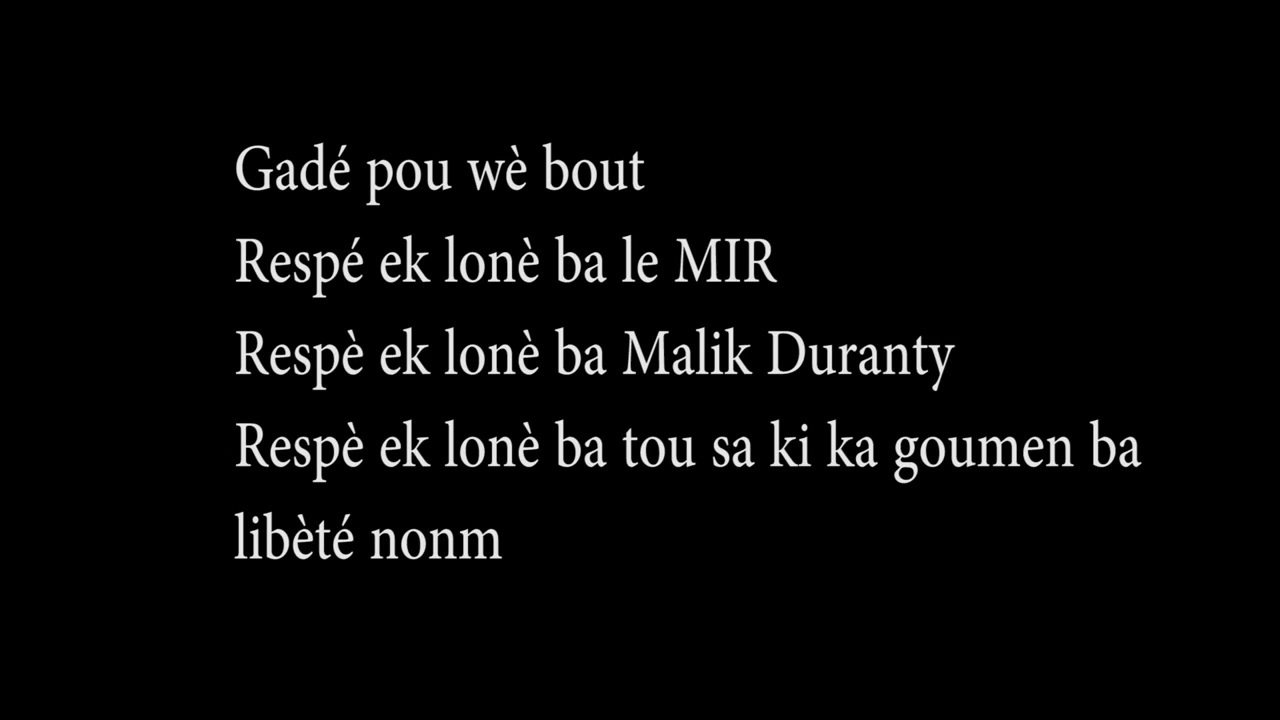 Gadé pou wè bout
Respé ek lonè ba le MIR
Respè ek lonè ba Malik Duranty
Respè ek lonè ba tou sa ki ka goumen ba
libèté nonm